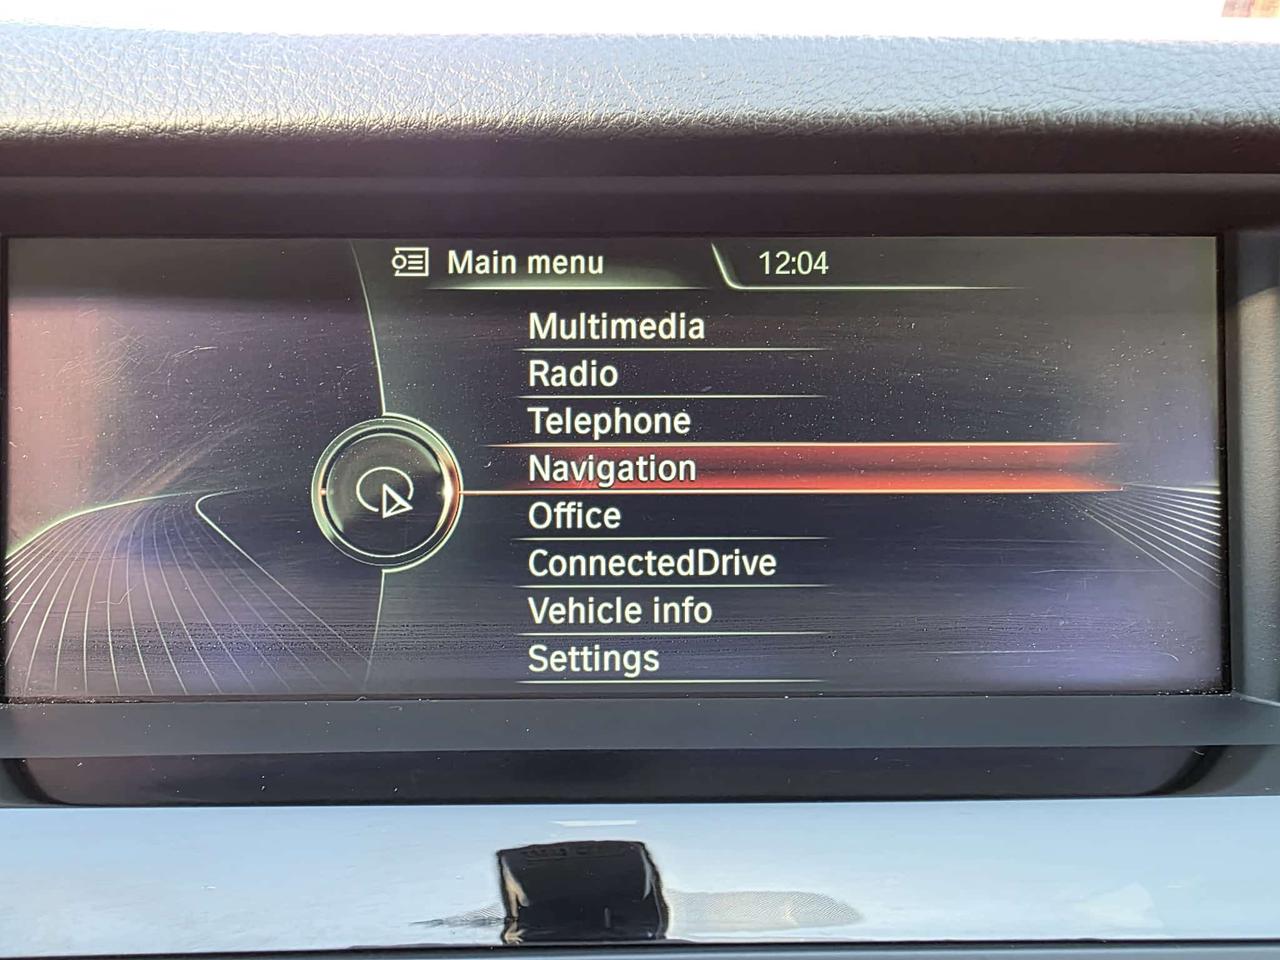 Main menu
12:04
Multimedia
Radio
Telephone
Navigation
Office
ConnectedDrive
Vehicle info
Settings